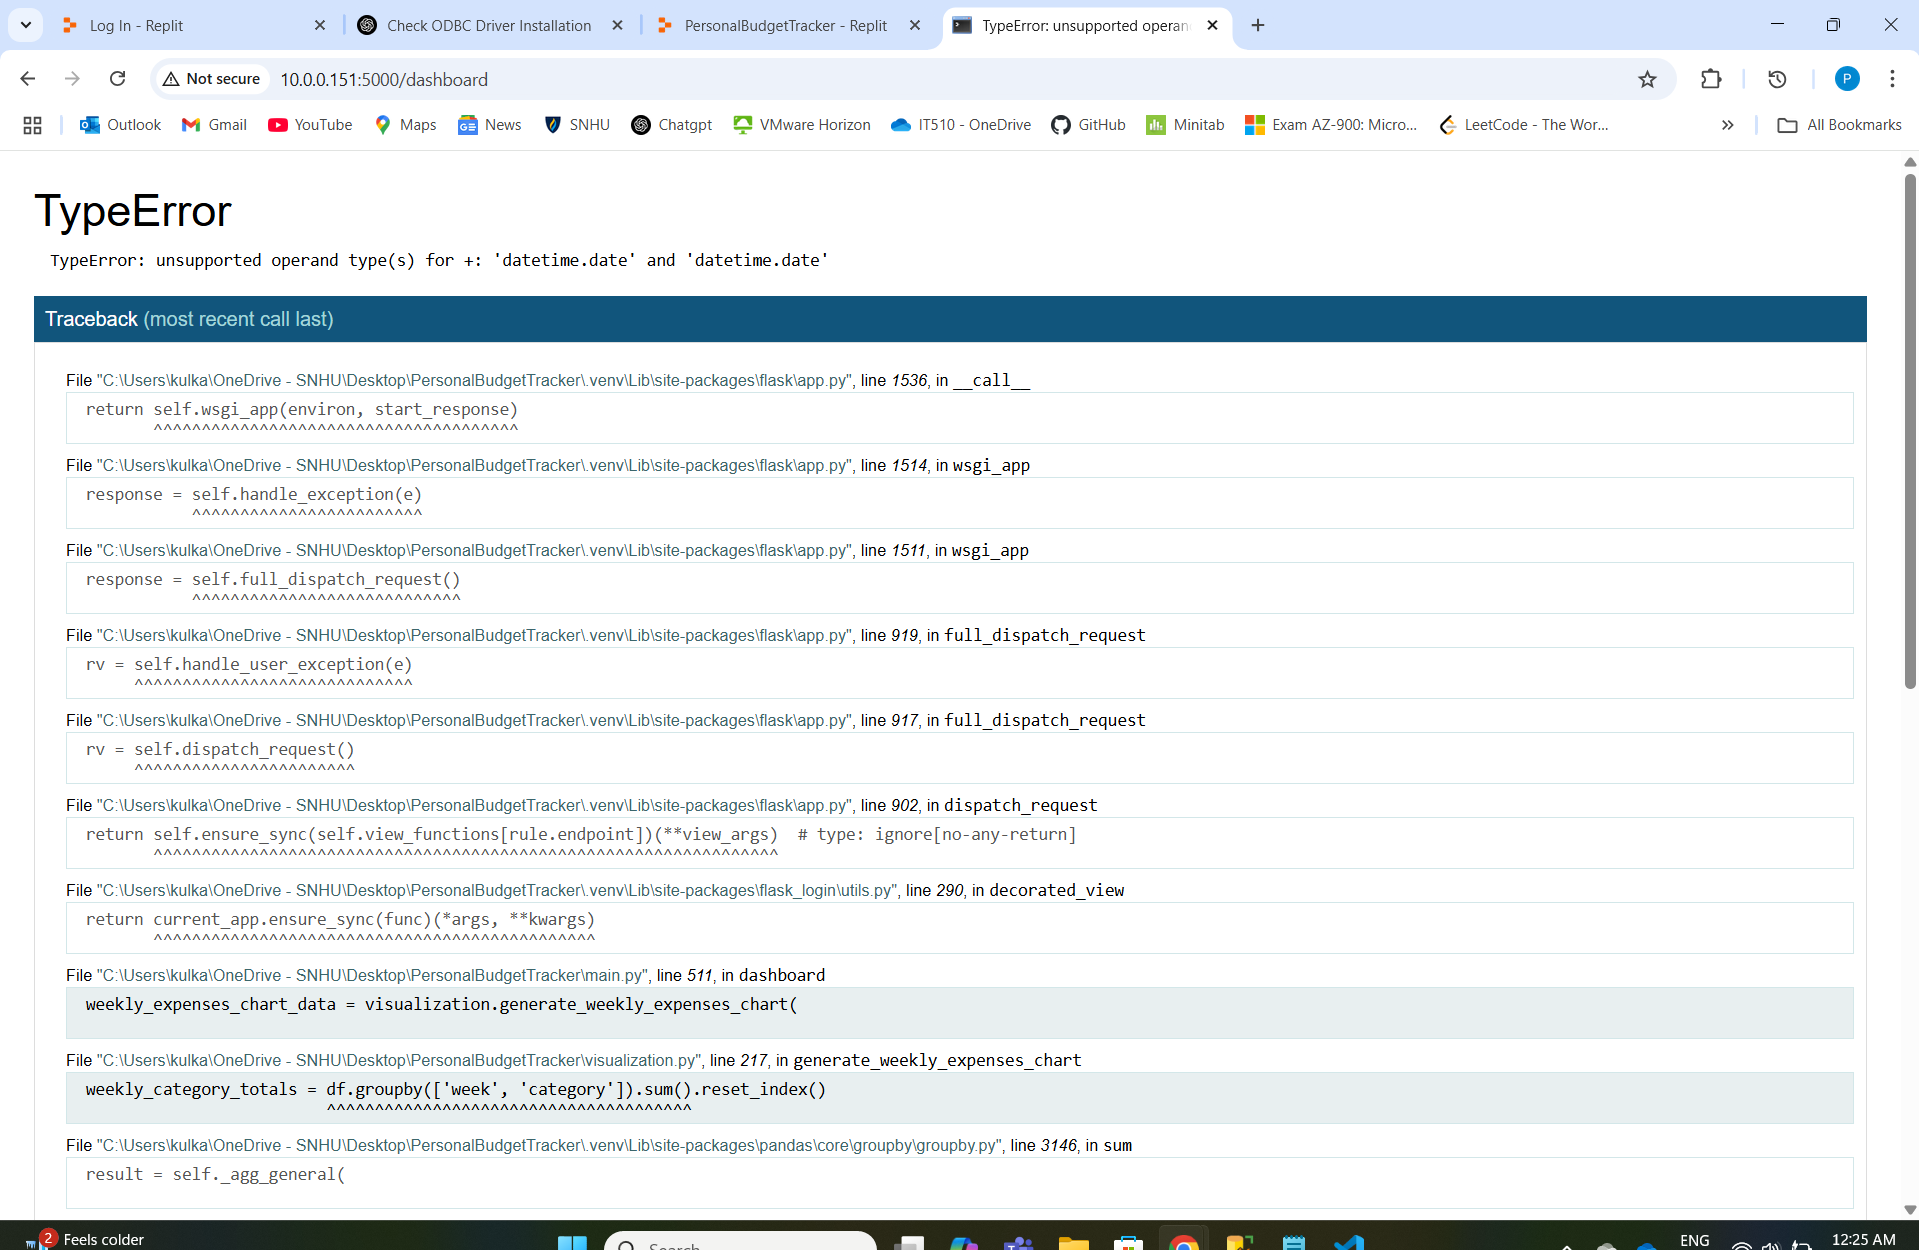 Log In - Replit
Check ODBC Driver Installation
PersonalBudgetTracker - Replit
TypeError: unsupported operan
Not secure
10.0.0.151:5000/dashboard
P
Outlook
Gmail
YouTube
Maps
News
SNHU
Chatgpt
VMware Horizon
IT510 - OneDrive
GitHub
Minitab
Exam AZ-900: Micro...
LeetCode - The Wor...
All Bookmarks
TypeError
TypeError: unsupported operand type(s) for +: 'datetime.date' and 'datetime.date'
Traceback (most recent call last)
File "C:\Users\kulka\OneDrive - SNHU\Desktop\PersonalBudgetTracker\.venv\Lib\site-packages\flask\app.py", line 1536, in __call__
return self.wsgi_app(environ, start_response)
^^^^^^^^^^^^^^^^^^^^^^^^^^^^^^^^^^^^^^
File "C:\Users\kulka\OneDrive - SNHU\Desktop\PersonalBudgetTracker\.venv\Lib\site-packages\flask\app.py", line 1514, in wsgi_app
response = self.handle_exception(e)
^^^^^^^^^^^^^^^^^^^^^^^^
File "C:\Users\kulka\OneDrive - SNHU\Desktop\PersonalBudgetTracker\.venv\Lib\site-packages\flask\app.py", line 1511, in wsgi_app
response = self.full_dispatch_request()
^^^^^^^^^^^^^^^^^^^^^^^^^^^^
File "C:\Users\kulka\OneDrive - SNHU\Desktop\PersonalBudgetTracker\.venv\Lib\site-packages\flask\app.py", line 919, in full_dispatch_request
rv = self.handle_user_exception(e)
^^^^^^^^^^^^^^^^^^^^^^^^^^^^^
File "C:\Users\kulka\OneDrive - SNHU\Desktop\PersonalBudgetTracker\.venv\Lib\site-packages\flask\app.py", line 917, in full_dispatch_request
rv = self.dispatch_request()
^^^^^^^^^^^^^^^^^^^^^^^
File "C:\Users\kulka\OneDrive - SNHU\Desktop\PersonalBudgetTracker\.venv\Lib\site-packages\flask\app.py", line 902, in dispatch_request
return self.ensure_sync(self.view_functions[rule.endpoint])(**view_args)  # type: ignore[no-any-return]
^^^^^^^^^^^^^^^^^^^^^^^^^^^^^^^^^^^^^^^^^^^^^^^^^^^^^^^^^^^^^^^^^
File "C:\Users\kulka\OneDrive - SNHU\Desktop\PersonalBudgetTracker\.venv\Lib\site-packages\flask_login\utils.py", line 290, in decorated_view
return current_app.ensure_sync(func)(*args, **kwargs)
^^^^^^^^^^^^^^^^^^^^^^^^^^^^^^^^^^^^^^^^^^^^^^
File "C:\Users\kulka\OneDrive - SNHU\Desktop\PersonalBudgetTracker\main.py", line 511, in dashboard
weekly_expenses_chart_data = visualization.generate_weekly_expenses_chart(
File "C:\Users\kulka\OneDrive - SNHU\Desktop\PersonalBudgetTracker\visualization.py", line 217, in generate_weekly_expenses_chart
weekly_category_totals = df.groupby(['week', 'category']).sum().reset_index()
^^^^^^^^^^^^^^^^^^^^^^^^^^^^^^^^^^^^^^
File "C:\Users\kulka\OneDrive - SNHU\Desktop\PersonalBudgetTracker\.venv\Lib\site-packages\pandas\core\groupby\groupby.py", line 3146, in sum
result = self._agg_general(
2
Feels colder
Search
ENG
12:25 AM